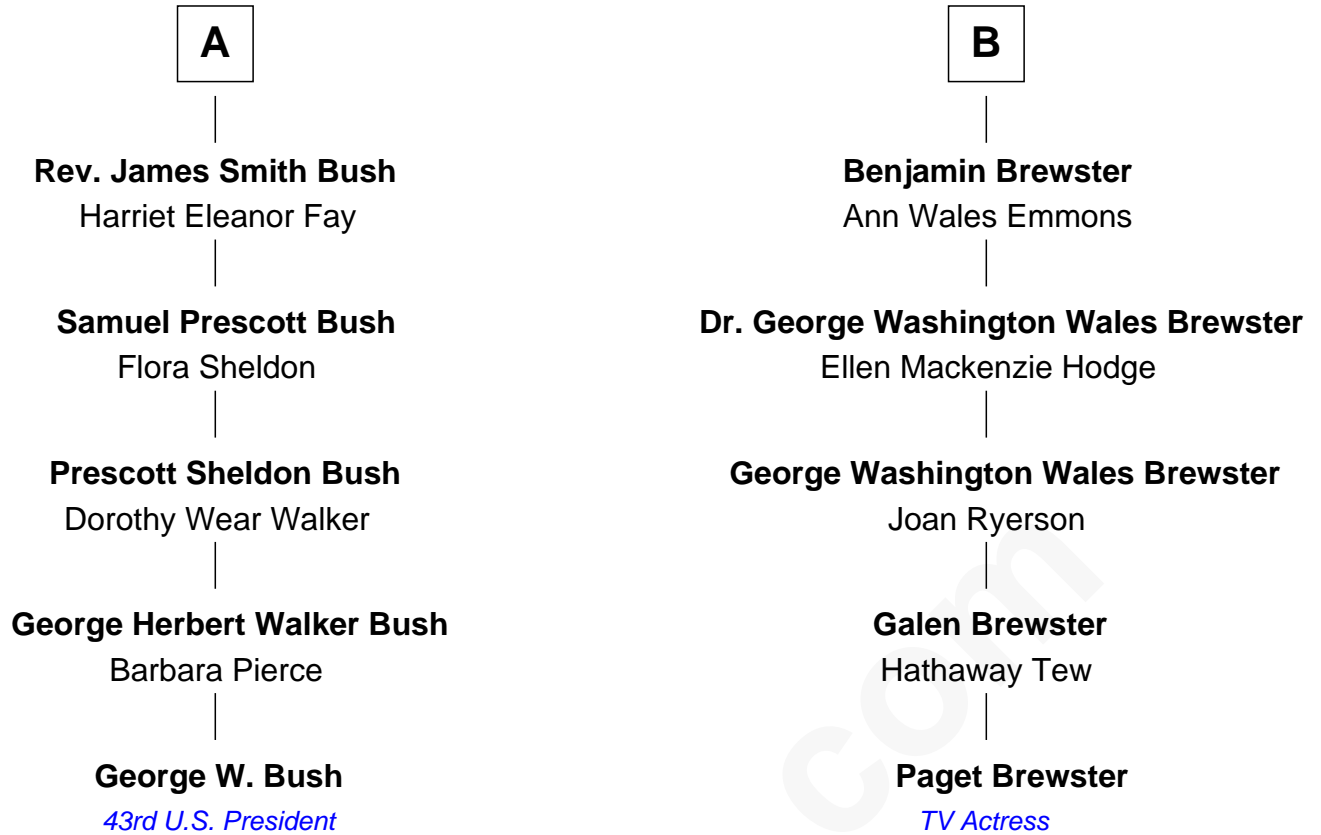 A
Rev. James Smith Bush
Harriet Eleanor Fay
Samuel Prescott Bush
Flora Sheldon
Prescott Sheldon Bush
Dorothy Wear Walker
George Herbert Walker Bush
Barbara Pierce
George W. Bush
43rd U.S. President
B
Benjamin Brewster
Ann Wales Emmons
Dr. George Washington Wales Brewster
Ellen Mackenzie Hodge
George Washington Wales Brewster
Joan Ryerson
Galen Brewster
Hathaway Tew
Paget Brewster
TV Actress
com